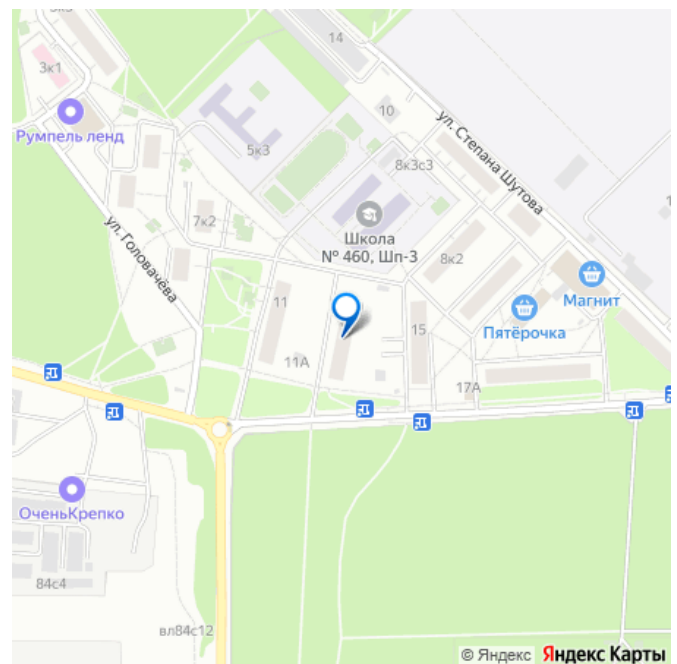 14
3к1
Румпель ленд
10
ул. Степана Шутова
5к3
8к3с3
ул. Головачёва
7к2
Школа
№ 460, Шп-3
8к2
Магнит
11
Пятёрочка
15
11А
17А
ОченьКрепко
84с4
вл84с12
© Яндекс Яндекс Карты